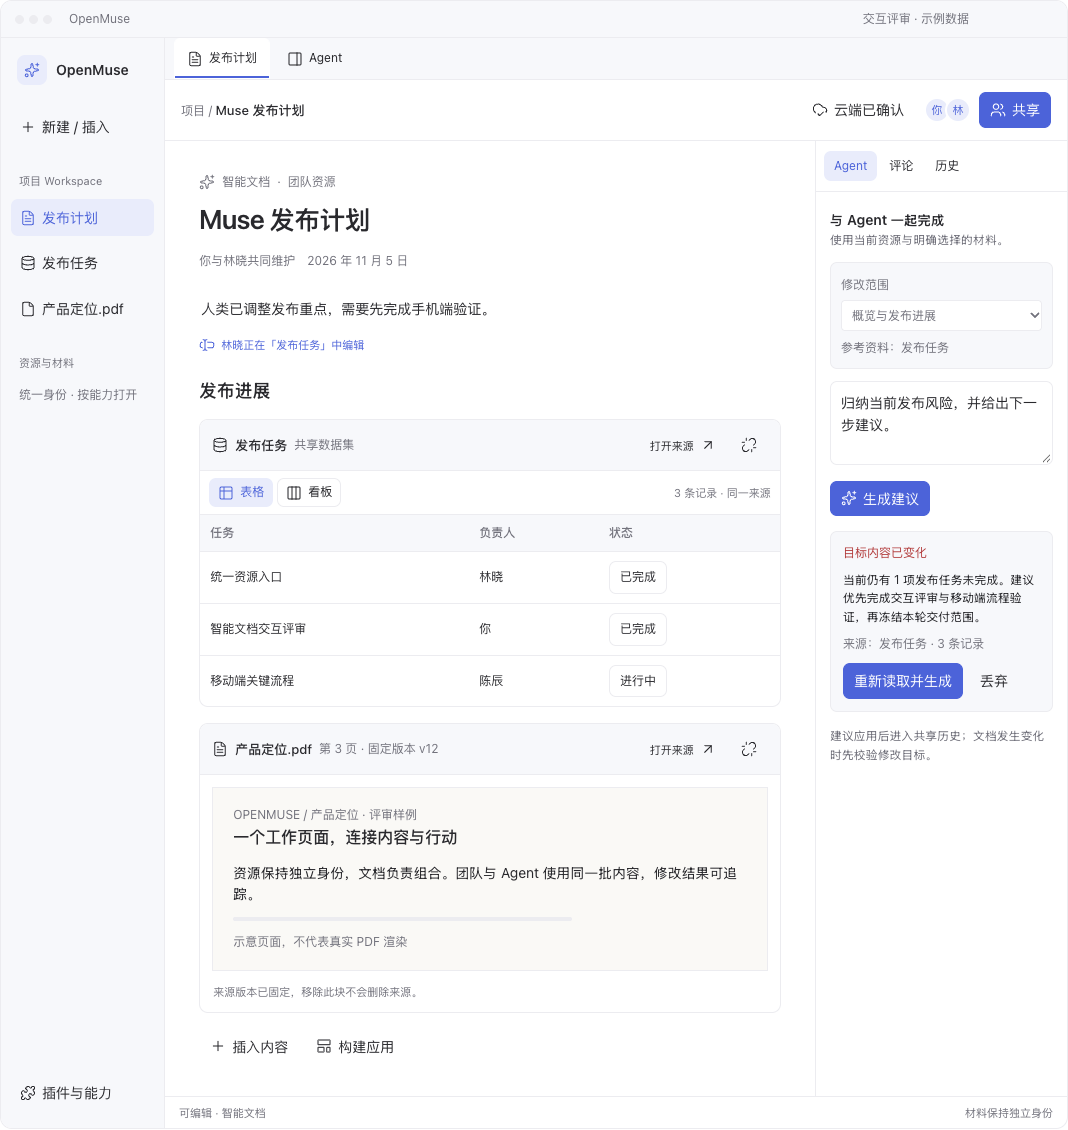 OpenMuse
交互评审 · 示例数据
OpenMuse
新建 / 插入
项目 Workspace
发布计划
发布任务
产品定位.pdf
资源与材料
统一身份 · 按能力打开
插件与能力
发布计划
Agent
项目 / Muse 发布计划
云端已确认
你
林
共享
智能文档 · 团队资源
Muse 发布计划
你与林晓共同维护 2026 年 11 月 5 日
人类已调整发布重点，需要先完成手机端验证。
林晓正在「发布任务」中编辑
发布进展
发布任务 共享数据集
打开来源
表格
看板
3 条记录 · 同一来源
任务 负责人 状态
统一资源入口 林晓 已完成
智能文档交互评审 你 已完成
移动端关键流程 陈辰 进行中
产品定位.pdf 第 3 页 · 固定版本 v12
打开来源
OPENMUSE / 产品定位 · 评审样例
一个工作页面，连接内容与行动
资源保持独立身份，文档负责组合。团队与 Agent 使用同一批内容，修改结果可追
踪。
示意页面，不代表真实 PDF 渲染
来源版本已固定，移除此块不会删除来源。
插入内容
构建应用
Agent
评论
历史
与 Agent 一起完成
使用当前资源与明确选择的材料。
修改范围
概览与发布进展
参考资料：发布任务
归纳当前发布风险，并给出下一
步建议。
生成建议
目标内容已变化
当前仍有 1 项发布任务未完成。建议
优先完成交互评审与移动端流程验
证，再冻结本轮交付范围。
来源：发布任务 · 3 条记录
重新读取并生成
丢弃
建议应用后进入共享历史；文档发生变化
时先校验修改目标。
可编辑 · 智能文档
材料保持独立身份